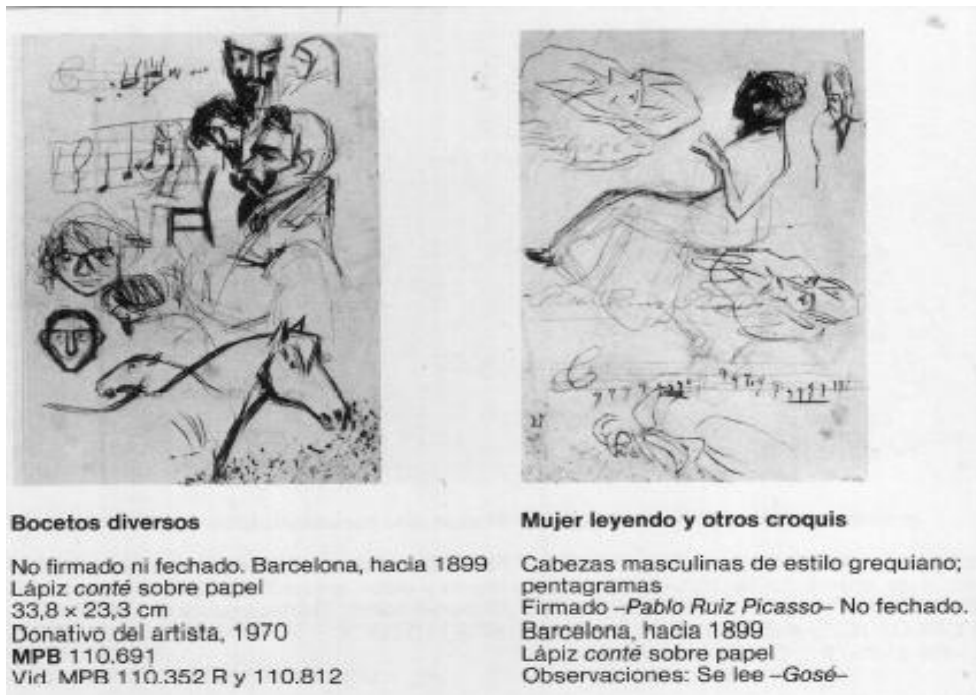 Bocetos diversos
No firmado ni fechado. Barcelona, hacia 1899
Lápiz conté sobre papel
33,8 × 23,3 cm
Donativo del artista, 1970
MPB 110.691
Vid. MPB 110.352 R y 110.812
Mujer leyendo y otros croquis
Cabezas masculinas de estilo grequiano;
pentagramas
Firmado –Pablo Ruiz Picasso– No fechado.
Barcelona, hacia 1899
Lápiz conté sobre papel
Observaciones: Se lee –Gosé–